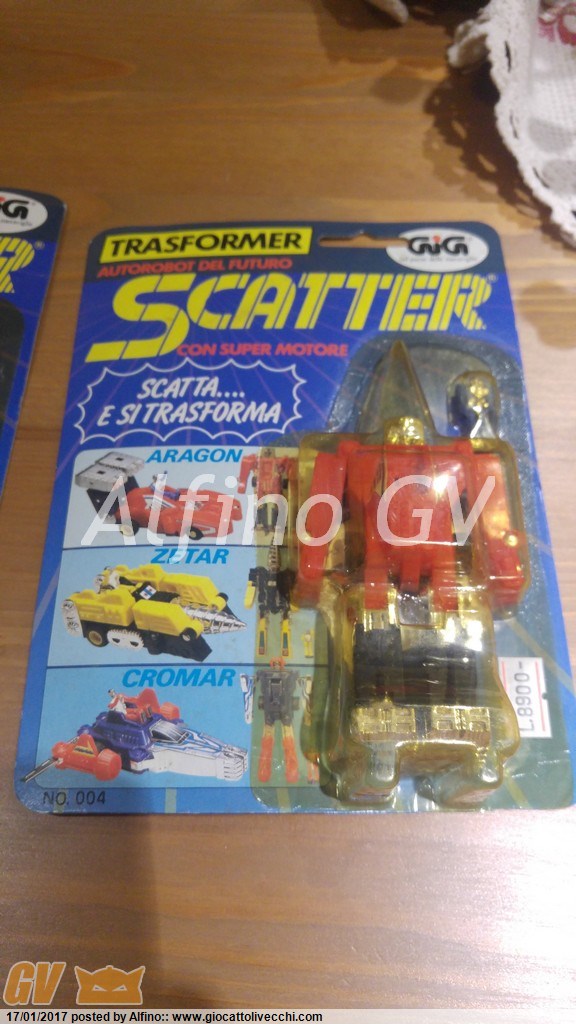 GiG
TRASFORMER
GiG
AUTOROBOT DEL FUTURO
SCATTER®
CON SUPER MOTORE
SCATTA....
E SI TRASFORMA
ARAGON
Alfino GV
ZETAR
CROMAR
L.8900-
NO. 004
GV
17/01/2017 posted by Alfino:: www.giocattolivecchi.com